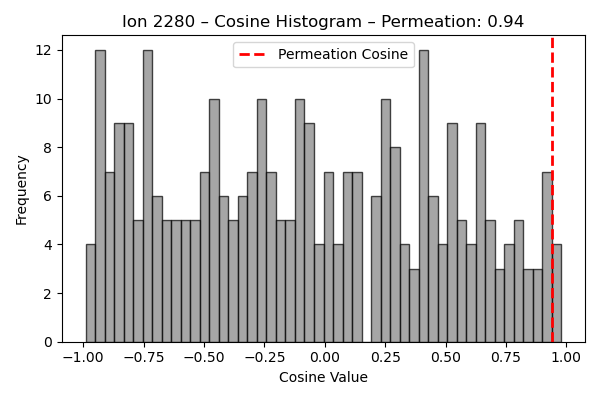 Ion 2280 – Cosine Histogram – Permeation: 0.94
Permeation Cosine
Frequency
12
10
8
6
4
2
0
−1.00 −0.75 −0.50 −0.25 0.00 0.25 0.50 0.75 1.00
Cosine Value